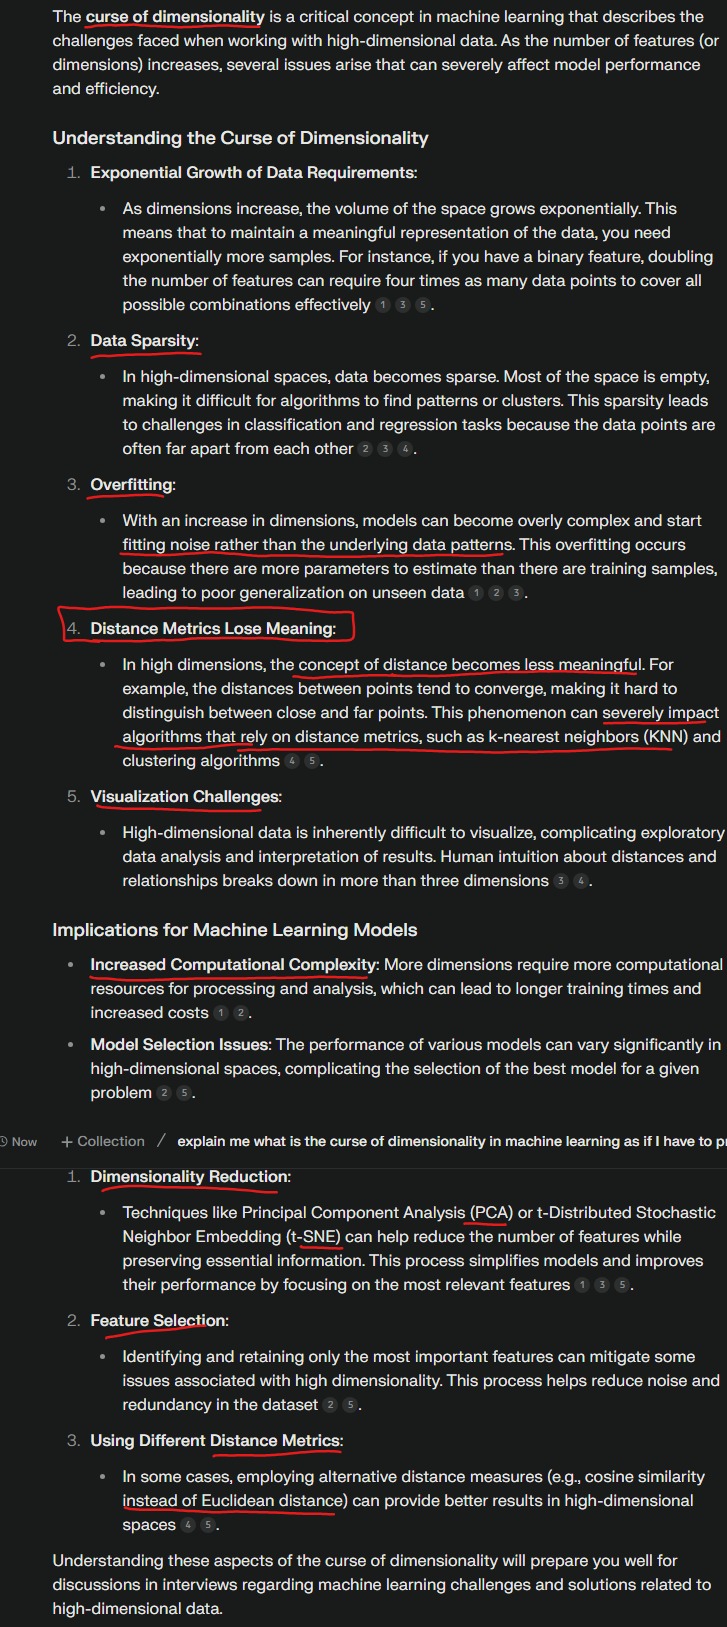 The curse of dimensionality is a critical concept in machine learning that describes the
challenges faced when working with high-dimensional data. As the number of features (or
dimensions) increases, several issues arise that can severely affect model performance
and efficiency.
Understanding the Curse of Dimensionality
1. Exponential Growth of Data Requirements:
• As dimensions increase, the volume of the space grows exponentially. This
means that to maintain a meaningful representation of the data, you need
exponentially more samples. For instance, if you have a binary feature, doubling
the number of features can require four times as many data points to cover all
possible combinations effectively 1 3 5.
2. Data Sparsity:
• In high-dimensional spaces, data becomes sparse. Most of the space is empty,
making it difficult for algorithms to find patterns or clusters. This sparsity leads
to challenges in classification and regression tasks because the data points are
often far apart from each other 2 3 4.
3. Overfitting:
• With an increase in dimensions, models can become overly complex and start
fitting noise rather than the underlying data patterns. This overfitting occurs
because there are more parameters to estimate than there are training samples,
leading to poor generalization on unseen data 1 2 3.
4. Distance Metrics Lose Meaning:
• In high dimensions, the concept of distance becomes less meaningful. For
example, the distances between points tend to converge, making it hard to
distinguish between close and far points. This phenomenon can severely impact
algorithms that rely on distance metrics, such as k-nearest neighbors (KNN) and
clustering algorithms 4 5.
5. Visualization Challenges:
• High-dimensional data is inherently difficult to visualize, complicating exploratory
data analysis and interpretation of results. Human intuition about distances and
relationships breaks down in more than three dimensions 3 4.
Implications for Machine Learning Models
• Increased Computational Complexity: More dimensions require more computational
resources for processing and analysis, which can lead to longer training times and
increased costs 1 2.
• Model Selection Issues: The performance of various models can vary significantly in
high-dimensional spaces, complicating the selection of the best model for a given
problem 2 5.
Now + Collection / explain me what is the curse of dimensionality in machine learning as if I have to pr
1. Dimensionality Reduction:
• Techniques like Principal Component Analysis (PCA) or t-Distributed Stochastic
Neighbor Embedding (t-SNE) can help reduce the number of features while
preserving essential information. This process simplifies models and improves
their performance by focusing on the most relevant features 1 3 5.
2. Feature Selection:
• Identifying and retaining only the most important features can mitigate some
issues associated with high dimensionality. This process helps reduce noise and
redundancy in the dataset 2 5.
3. Using Different Distance Metrics:
• In some cases, employing alternative distance measures (e.g., cosine similarity
instead of Euclidean distance) can provide better results in high-dimensional
spaces 4 5.
Understanding these aspects of the curse of dimensionality will prepare you well for
discussions in interviews regarding machine learning challenges and solutions related to
high-dimensional data.